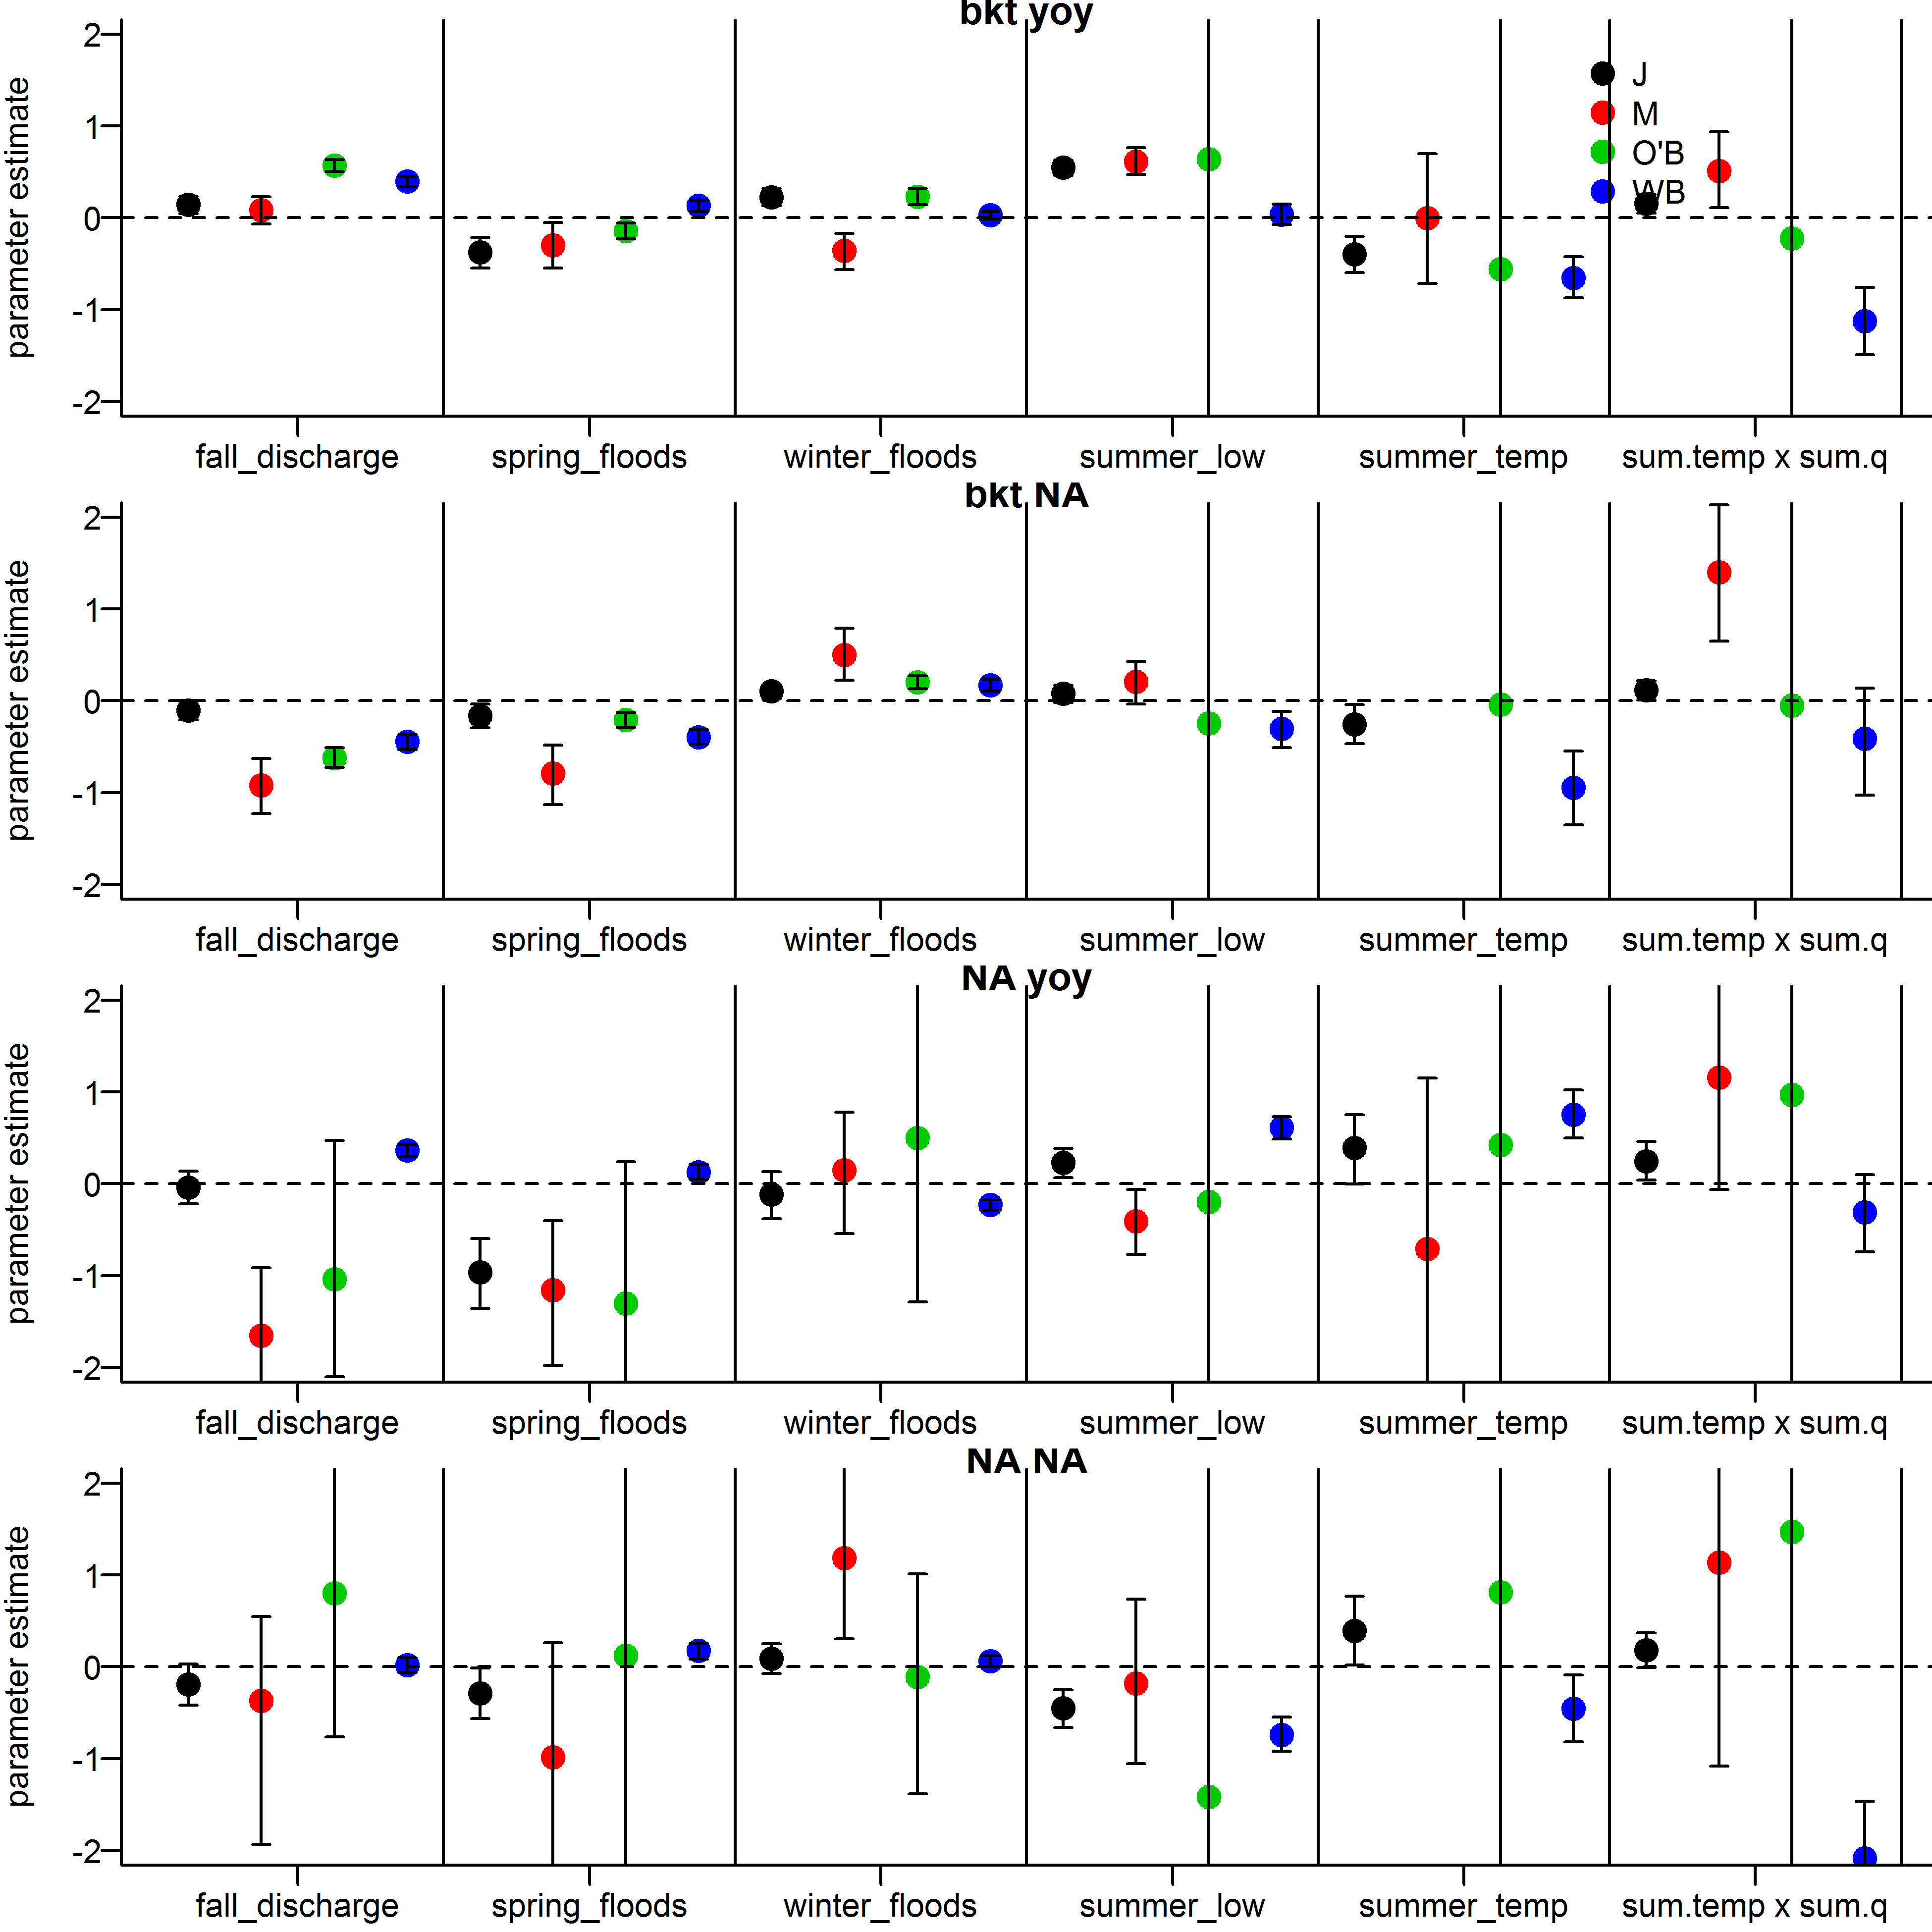 bkt yoy
parameter estimate
2
1
0
-1
-2
J
M
O'B
WB
fall_discharge spring_floods winter_floods summer_low summer_temp sum.temp x sum.q
bkt NA
parameter estimate
2
1
0
-1
-2
fall_discharge spring_floods winter_floods summer_low summer_temp sum.temp x sum.q
NA yoy
parameter estimate
2
1
0
-1
-2
fall_discharge spring_floods winter_floods summer_low summer_temp sum.temp x sum.q
NA NA
parameter estimate
2
1
0
-1
-2
fall_discharge spring_floods winter_floods summer_low summer_temp sum.temp x sum.q